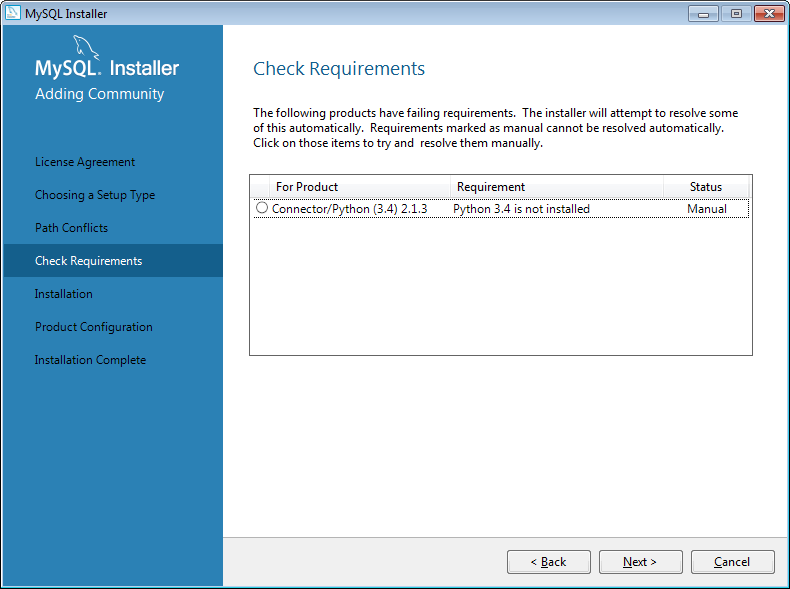 MySQL Installer
MySQL. Installer
Adding Community
License Agreement
Choosing a Setup Type
Path Conflicts
Check Requirements
Installation
Product Configuration
Installation Complete
Check Requirements
The following products have failing requirements.  The installer will attempt to resolve some
of this automatically.  Requirements marked as manual cannot be resolved automatically.
Click on those items to try and  resolve them manually.
For Product Requirement Status
Connector/Python (3.4) 2.1.3 Python 3.4 is not installed Manual
< Back Next > Cancel